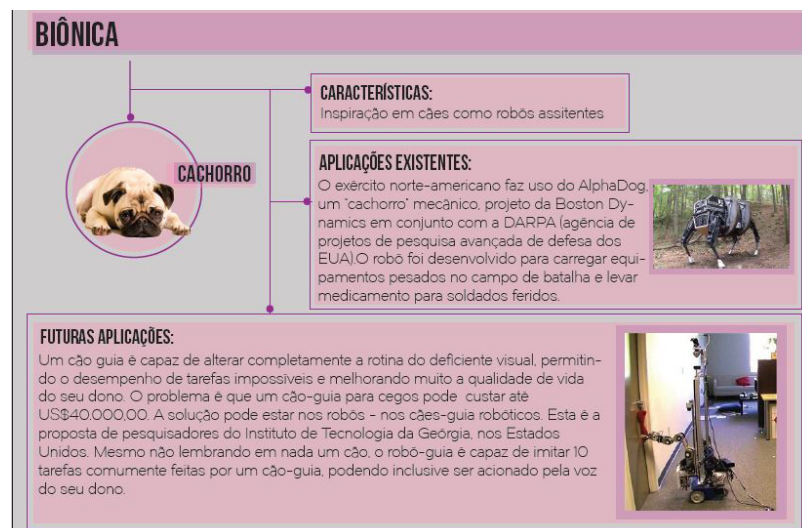 BIÔNICA
CARACTERÍSTICAS:
Inspiração em cães como robôs assitentes
CACHORRO
APLICAÇÕES EXISTENTES:
O exército norte-americano faz uso do AlphaDog,
um "cachorro" mecânico, projeto da Boston Dy-
namics em conjunto com a DARPA (agência de
projetos de pesquisa avançada de defesa dos
EUA).O robô foi desenvolvido para carregar equi-
pamentos pesados no campo de batalha e levar
medicamento para soldados feridos.
FUTURAS APLICAÇÕES:
Um cão guia é capaz de alterar completamente a rotina do deficiente visual, permitin-
do o desempenho de tarefas impossíveis e melhorando muito a qualidade de vida
do seu dono. O problema é que um cão-guia para cegos pode custar até
US$40.000,00. A solução pode estar nos robôs - nos cães-guia robóticos. Esta é a
proposta de pesquisadores do Instituto de Tecnologia da Geórgia, nos Estados
Unidos. Mesmo não lembrando em nada um cão, o robô-guia é capaz de imitar 10
tarefas comumente feitas por um cão-guia, podendo inclusive ser acionado pela voz
do seu dono.